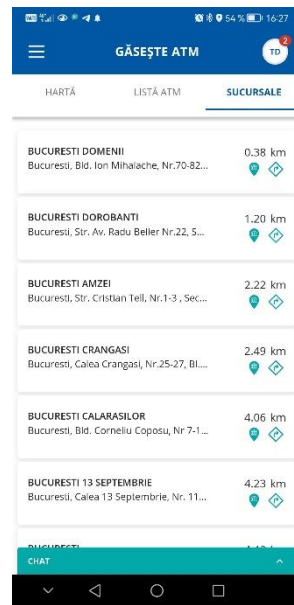 54 % 16:27
GĂSEȘTE ATM
TD
2
HARTĂ LISTĂ ATM SUCURSALE
BUCURESTI DOMENII 0.38 km
Bucuresti, Bld. Ion Mihalache, Nr.70-82...
BUCURESTI DOROBANTI 1.20 km
Bucuresti, Str. Av. Radu Beller Nr.22, S...
BUCURESTI AMZEI 2.22 km
Bucuresti, Str. Cristian Tell, Nr.1-3 , Sec...
BUCURESTI CRANGASI 2.49 km
Bucuresti, Calea Crangasi, Nr.25-27, Bl....
BUCURESTI CALARASILOR 4.06 km
Bucuresti, Bld. Corneliu Coposu, Nr 7-1...
BUCURESTI 13 SEPTEMBRIE 4.23 km
Bucuresti, Calea 13 Septembrie, Nr. 11...
BUCURESTI
CHAT